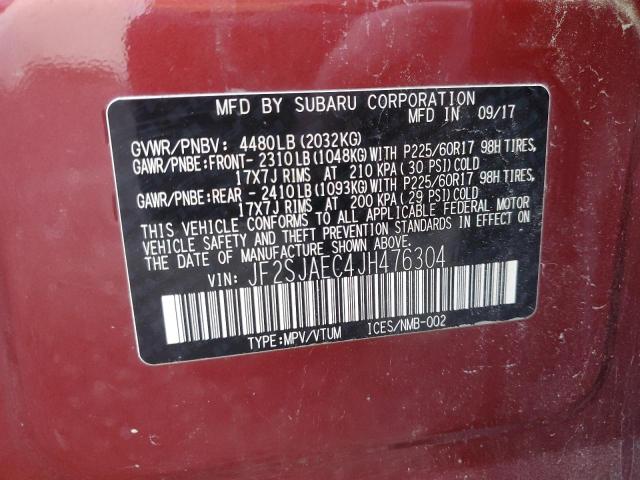 MFD BY SUBARU CORPORATION
MFD IN 09/17
GVWR/PNBV: 4480LB(2032KG)
GAWR/PNBE:FRONT-2310LB(1048KG)WITH P225/60R17 98H TIRES,
17X7J RIMS AT 210 KPA(30 PSI)COLD
GAWR/PNBE:REAR -2410LB(1093KG)WITH P225/60R17 98H TIRES,
17X7J RIMS AT 200 KPA(29 PSI)COLD
THIS VEHICLE CONFORMS TO ALL APPLICABLE FEDERAL MOTOR
VEHICLE SAFETY AND THEFT PREVENTION STANDARDS IN EFFECT ON
THE DATE OF MANUFACTURE SHOWN ABOVE.
VIN: JF2SJAEC4JH476304
TYPE:MPV/VTUM ICES/NMB-002